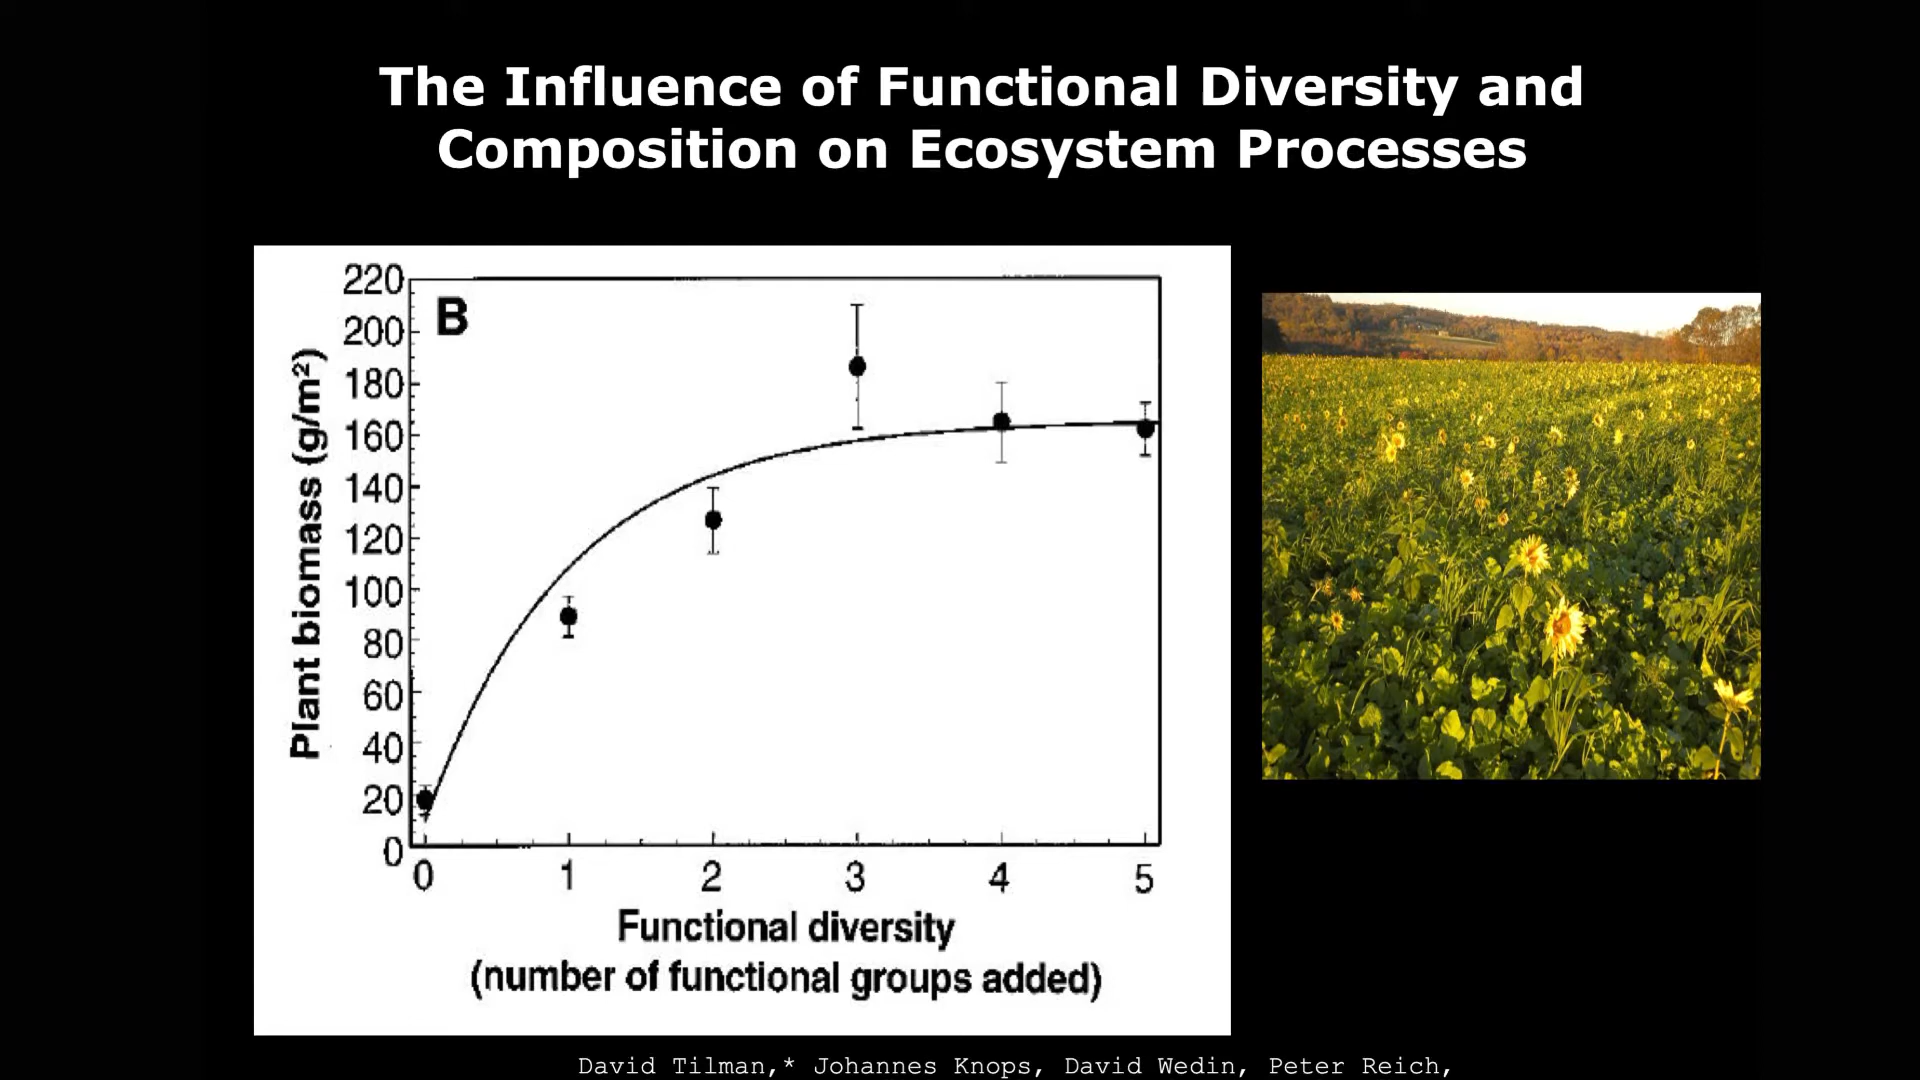 The Influence of Functional Diversity and
Composition on Ecosystem Processes
B
Plant biomass (g/m²)
220
200
180
160
140
120
100
80
60
40
20
0
0 1 2 3 4 5
Functional diversity
(number of functional groups added)
David Tilman,* Johannes Knops, David Wedin, Peter Reich,